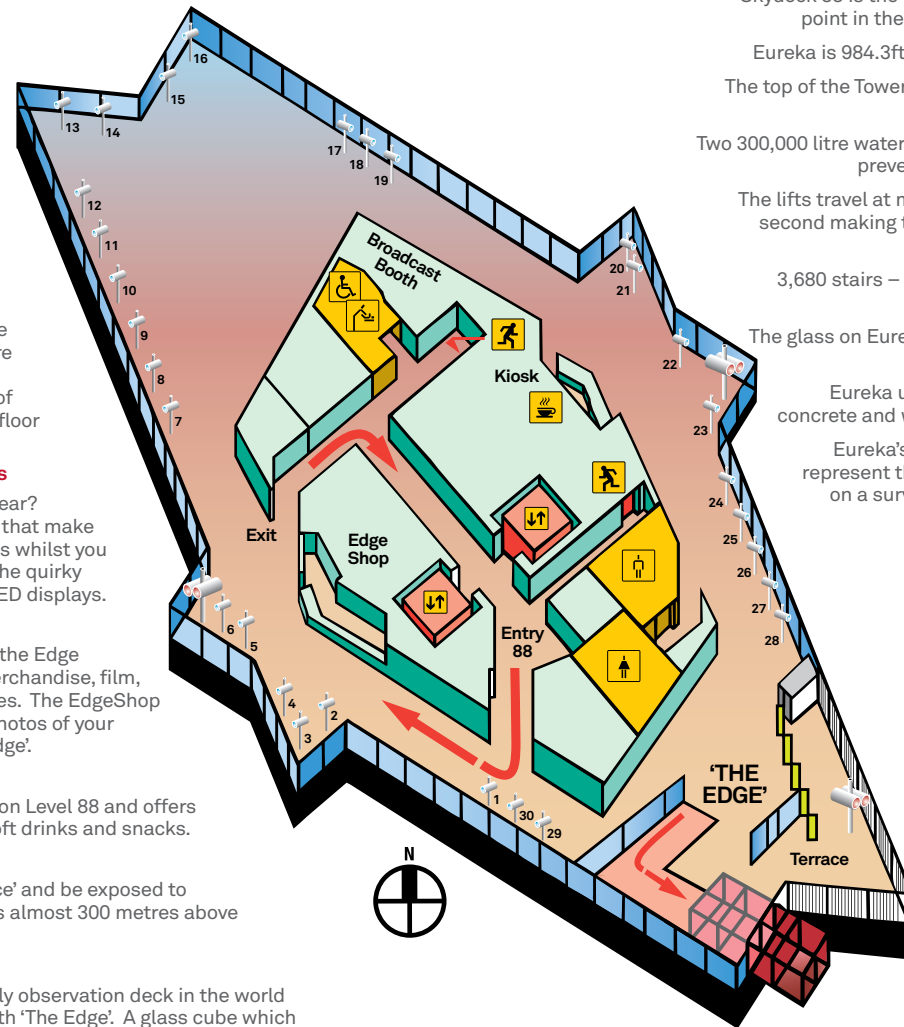 point in the
Eureka is 984.3ft
The top of the Tower
Two 300,000 litre water
preve
The lifts travel at m
second making t
3,680 stairs –
The glass on Eure
Eureka u
concrete and w
Eureka's
represent th
on a surv
e
re
of
floor
s
ear?
that make
s whilst you
he quirky
ED displays.
the Edge
erchandise, film,
es. The EdgeShop
hotos of your
dge'.
on Level 88 and offers
oft drinks and snacks.
ce' and be exposed to
s almost 300 metres above
ly observation deck in the world
th 'The Edge'. A glass cube which
16
15
13
14
17
18
19
12
11
10
9
8
7
20
21
22
23
24
25
26
27
28
6
5
4
3
2
1
30
29
Broadcast
Booth
Kiosk
Exit
Edge
Shop
Entry
88
'THE
EDGE'
Terrace
N